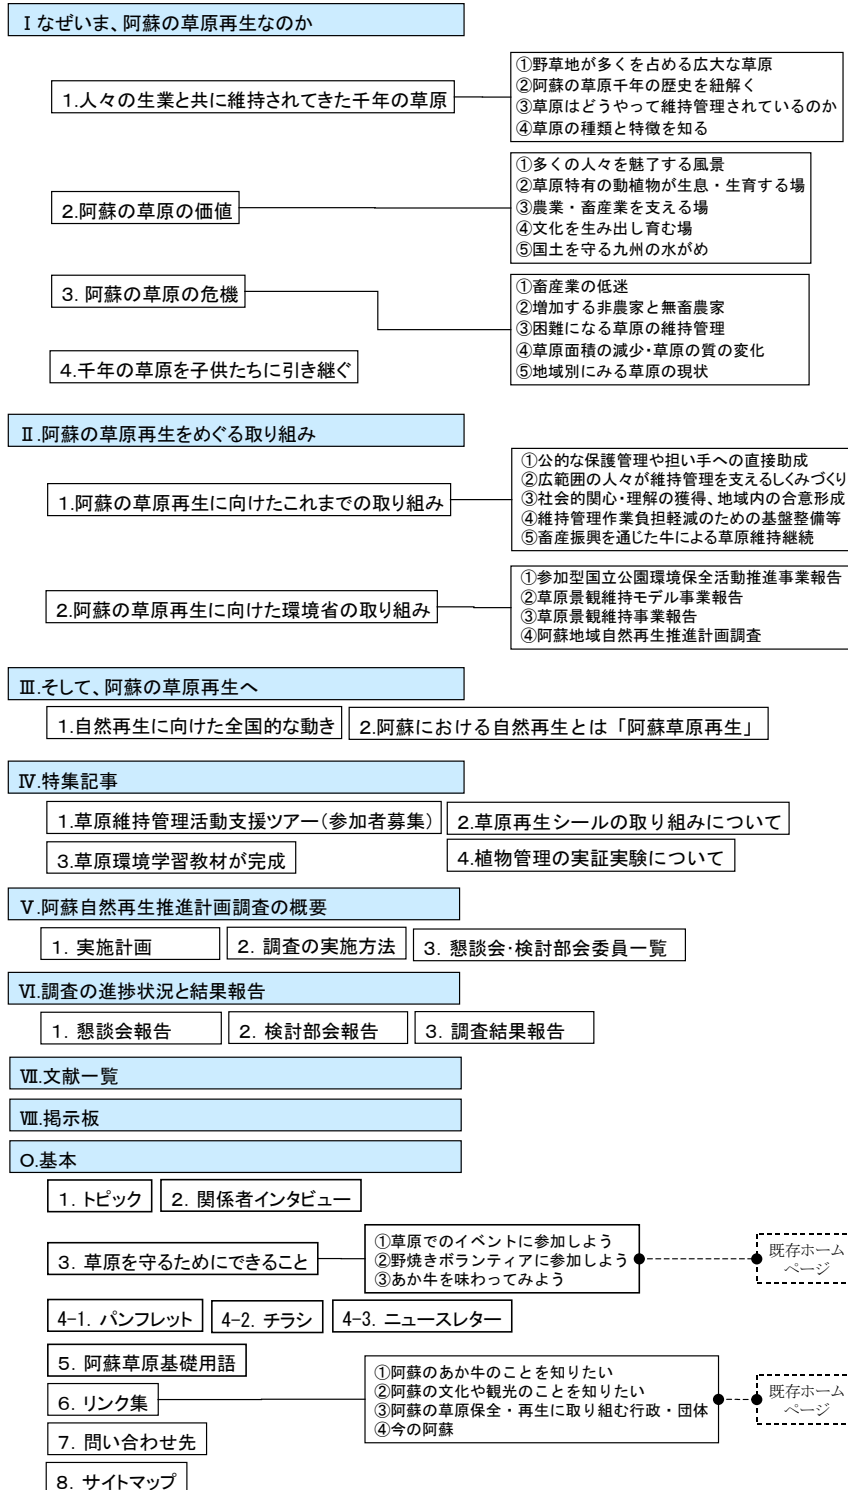 Ⅰなぜいま、阿蘇の草原再生なのか
1.人々の生業と共に維持されてきた千年の草原
①野草地が多くを占める広大な草原
②阿蘇の草原千年の歴史を紐解く
③草原はどうやって維持管理されているのか
④草原の種類と特徴を知る
2.阿蘇の草原の価値
①多くの人々を魅了する風景
②草原特有の動植物が生息・生育する場
③農業・畜産業を支える場
④文化を生み出し育む場
⑤国土を守る九州の水がめ
3. 阿蘇の草原の危機
①畜産業の低迷
②増加する非農家と無畜農家
③困難になる草原の維持管理
④草原面積の減少・草原の質の変化
⑤地域別にみる草原の現状
4.千年の草原を子供たちに引き継ぐ
Ⅱ.阿蘇の草原再生をめぐる取り組み
1.阿蘇の草原再生に向けたこれまでの取り組み
①公的な保護管理や担い手への直接助成
②広範囲の人々が維持管理を支えるしくみづくり
③社会的関心・理解の獲得、地域内の合意形成
④維持管理作業負担軽減のための基盤整備等
⑤畜産振興を通じた牛による草原維持継続
2.阿蘇の草原再生に向けた環境省の取り組み
①参加型国立公園環境保全活動推進事業報告
②草原景観維持モデル事業報告
③草原景観維持事業報告
④阿蘇地域自然再生推進計画調査
Ⅲ.そして、阿蘇の草原再生へ
1.自然再生に向けた全国的な動き
2.阿蘇における自然再生とは「阿蘇草原再生」
Ⅳ.特集記事
1.草原維持管理活動支援ツアー(参加者募集)
2.草原再生シールの取り組みについて
3.草原環境学習教材が完成
4.植物管理の実証実験について
Ⅴ.阿蘇自然再生推進計画調査の概要
1. 実施計画
2. 調査の実施方法
3. 懇談会・検討部会委員一覧
Ⅵ.調査の進捗状況と結果報告
1. 懇談会報告
2. 検討部会報告
3. 調査結果報告
Ⅶ.文献一覧
Ⅷ.掲示板
O.基本
1. トピック
2. 関係者インタビュー
3. 草原を守るためにできること
①草原でのイベントに参加しよう
②野焼きボランティアに参加しよう
③あか牛を味わってみよう
既存ホーム
ページ
4-1. パンフレット
4-2. チラシ
4-3. ニュースレター
5. 阿蘇草原基礎用語
6. リンク集
①阿蘇のあか牛のことを知りたい
②阿蘇の文化や観光のことを知りたい
③阿蘇の草原保全・再生に取り組む行政・団体
④今の阿蘇
既存ホーム
ページ
7. 問い合わせ先
8. サイトマップ